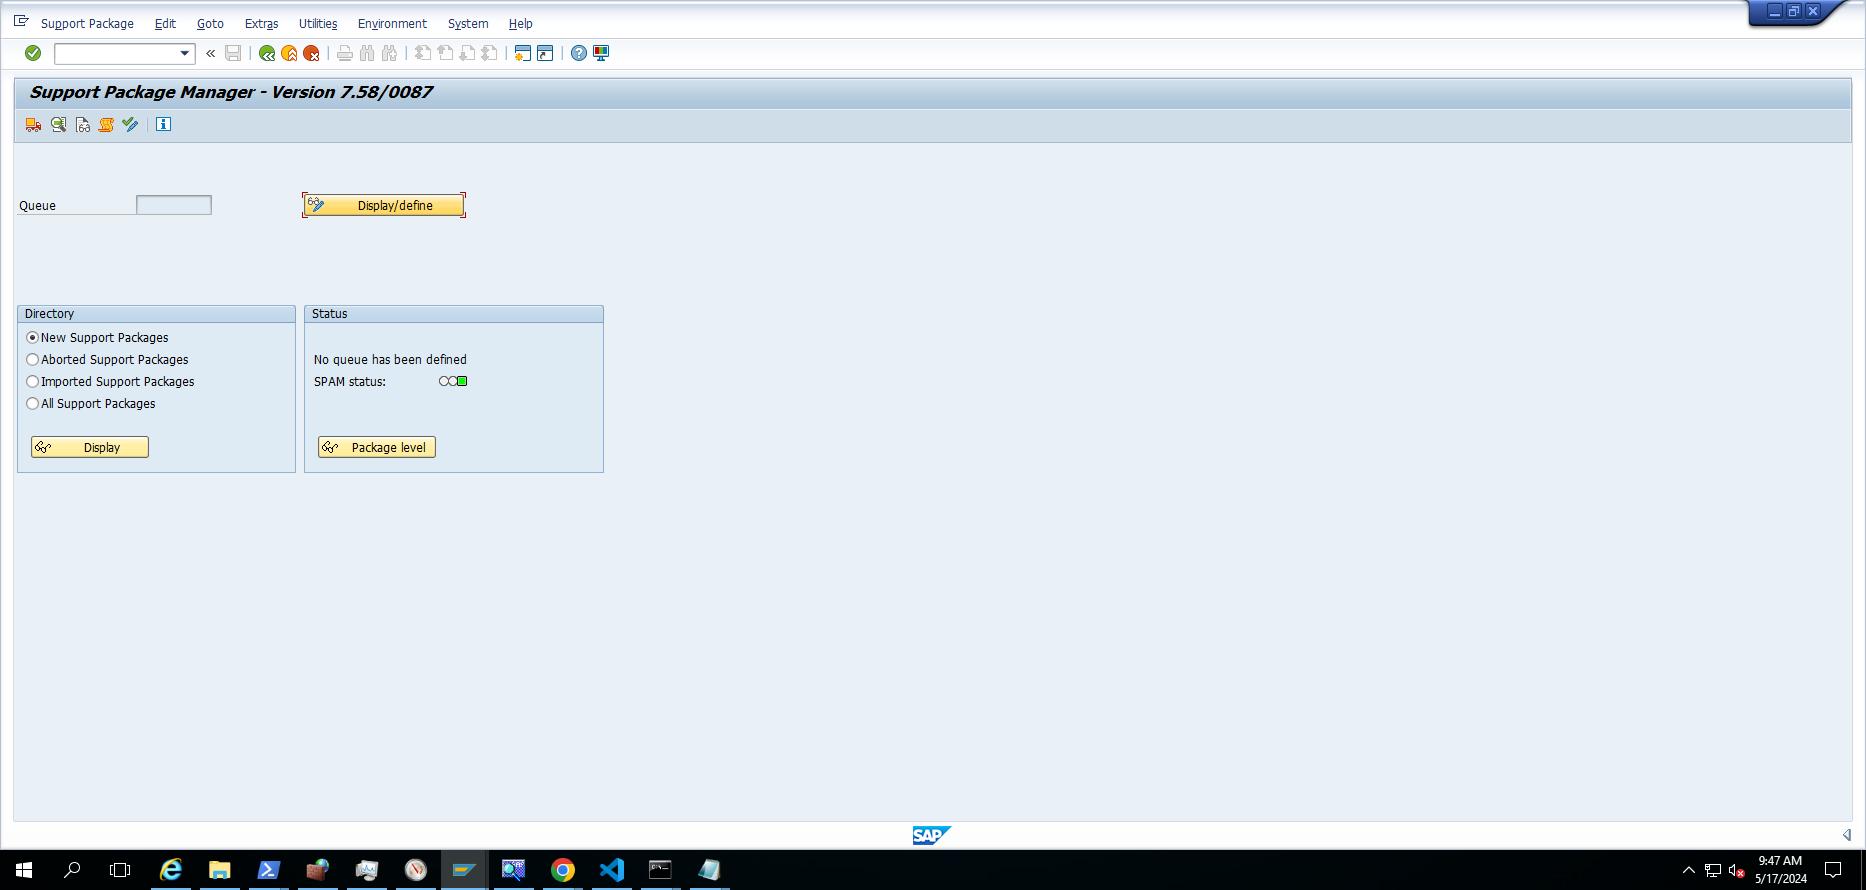 Support Package Edit Goto Extras Utilities Environment System Help
Support Package Manager - Version 7.58/0087
Queue Display/define
Directory Status
New Support Packages
Aborted Support Packages No queue has been defined
Imported Support Packages SPAM status:
All Support Packages
Display Package level
SAP
9:47 AM
5/17/2024